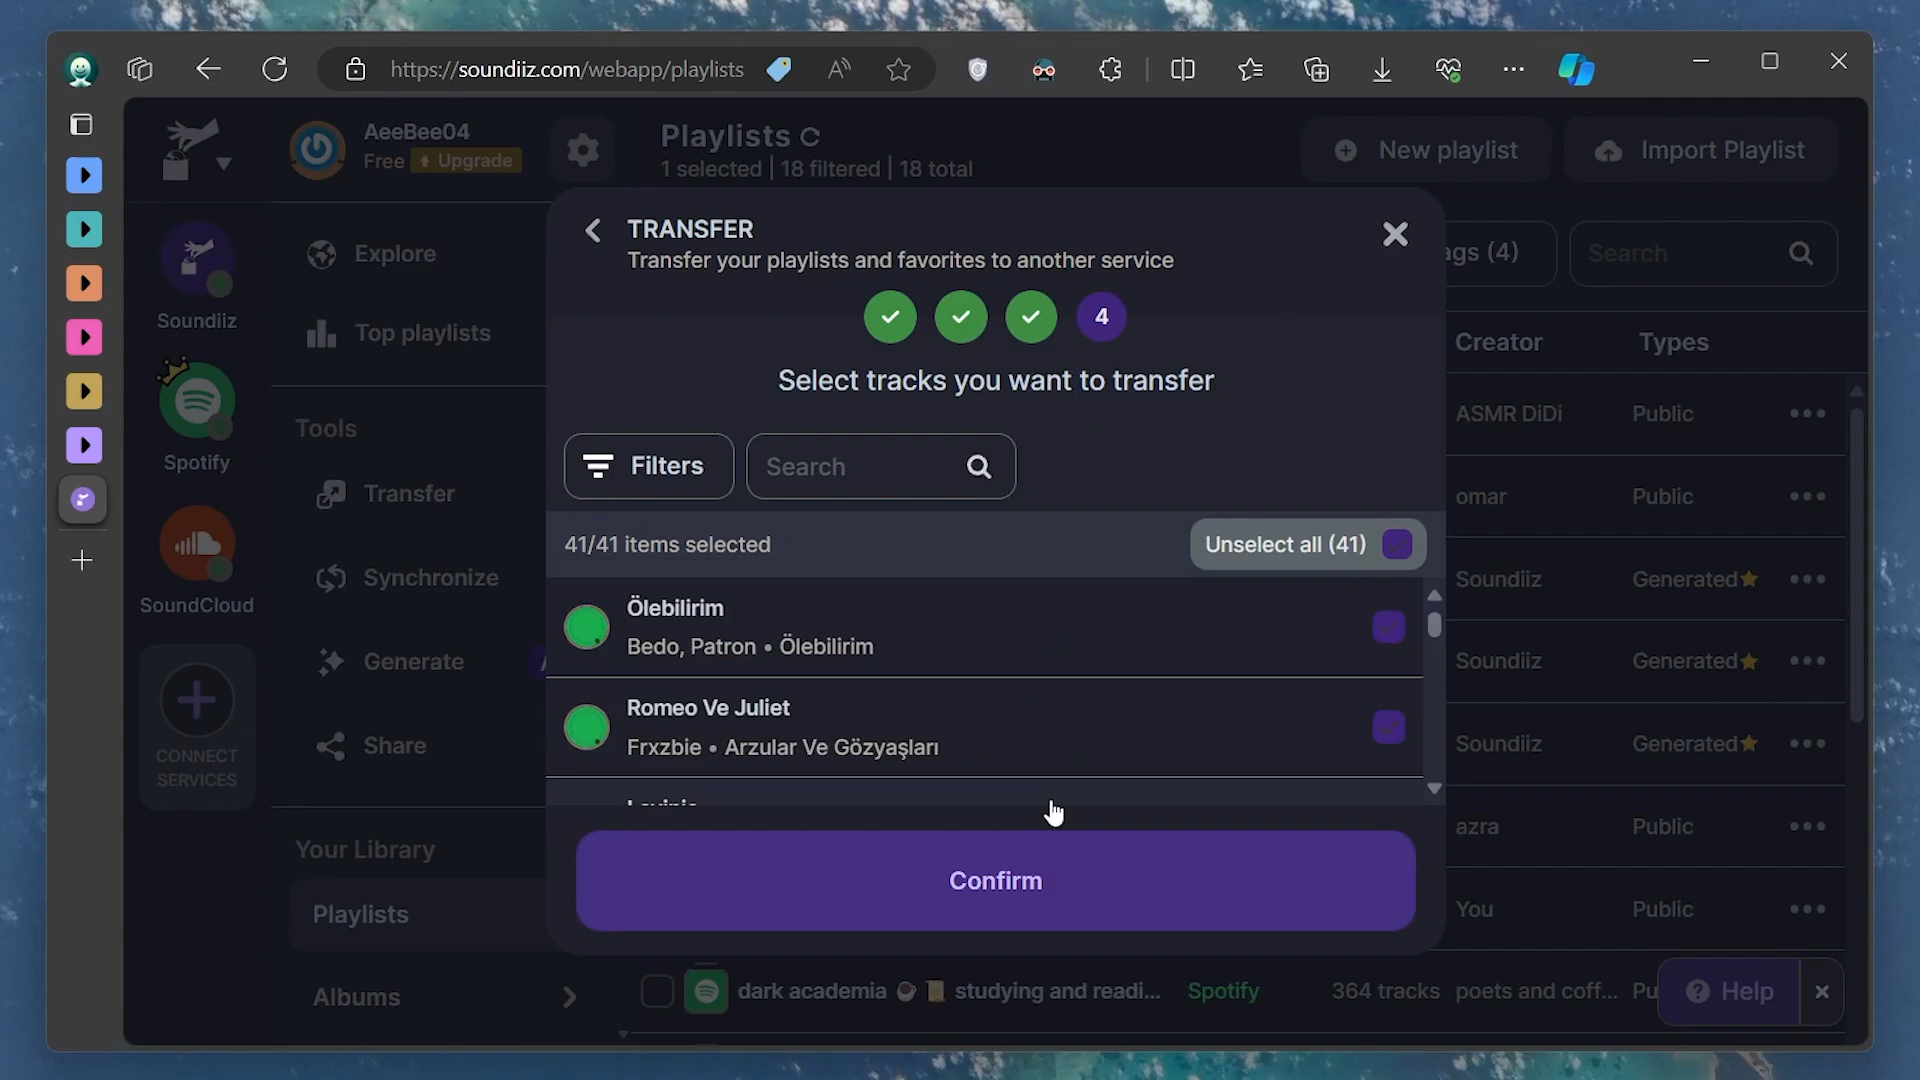 https://soundiiz.com/webapp/playlists
AeeBee04
Free Upgrade
Playlists
1 selected | 18 filtered | 18 total
New playlist
Import Playlist
TRANSFER
Transfer your playlists and favorites to another service
4
Select tracks you want to transfer
Filters
Search
41/41 items selected
Unselect all (41)
Ölebilirim
Bedo, Patron • Ölebilirim
Romeo Ve Juliet
Frxzbie • Arzular Ve Gözyaşları
Confirm
Soundiiz
Spotify
SoundCloud
CONNECT
SERVICES
Explore
Top playlists
Tools
Transfer
Synchronize
Generate
Share
Your Library
Playlists
Albums
ags (4)
Search
Creator Types
ASMR DiDi Public
omar Public
Soundiiz Generated
Soundiiz Generated
Soundiiz Generated
azra Public
You Public
dark academia studying and readi... Spotify 364 tracks poets and coff... Pu
Help